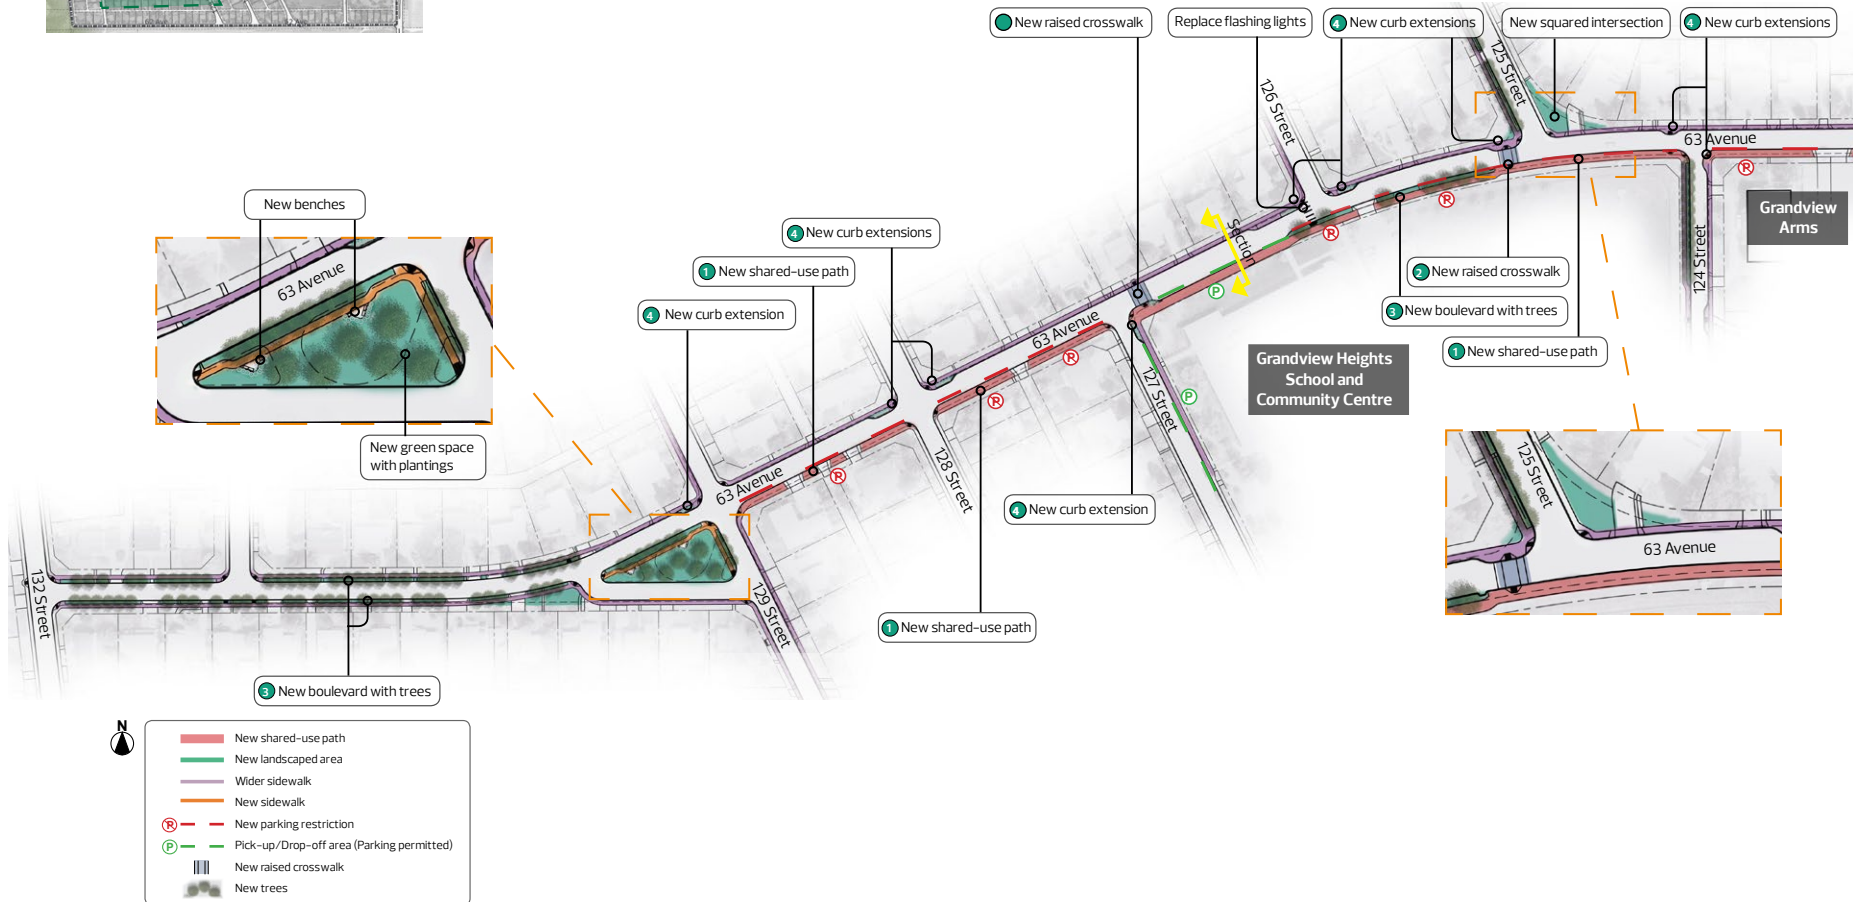 New raised crosswalk
Replace flashing lights
4 New curb extensions
New squared intersection
4 New curb extensions
125 Street
126 Street
63 Avenue
124 Street
Grandview
Arms
Section
P
2 New raised crosswalk
3 New boulevard with trees
1 New shared-use path
New benches
63 Avenue
New green space
with plantings
4 New curb extensions
1 New shared-use path
4 New curb extension
63 Avenue
127 Street
P
Grandview Heights
School and
Community Centre
4 New curb extension
128 Street
63 Avenue
1 New shared-use path
129 Street
132 Street
3 New boulevard with trees
125 Street
63 Avenue
N
New shared-use path
New landscaped area
Wider sidewalk
New sidewalk
New parking restriction
P Pick-up/Drop-off area (Parking permitted)
New raised crosswalk
New trees